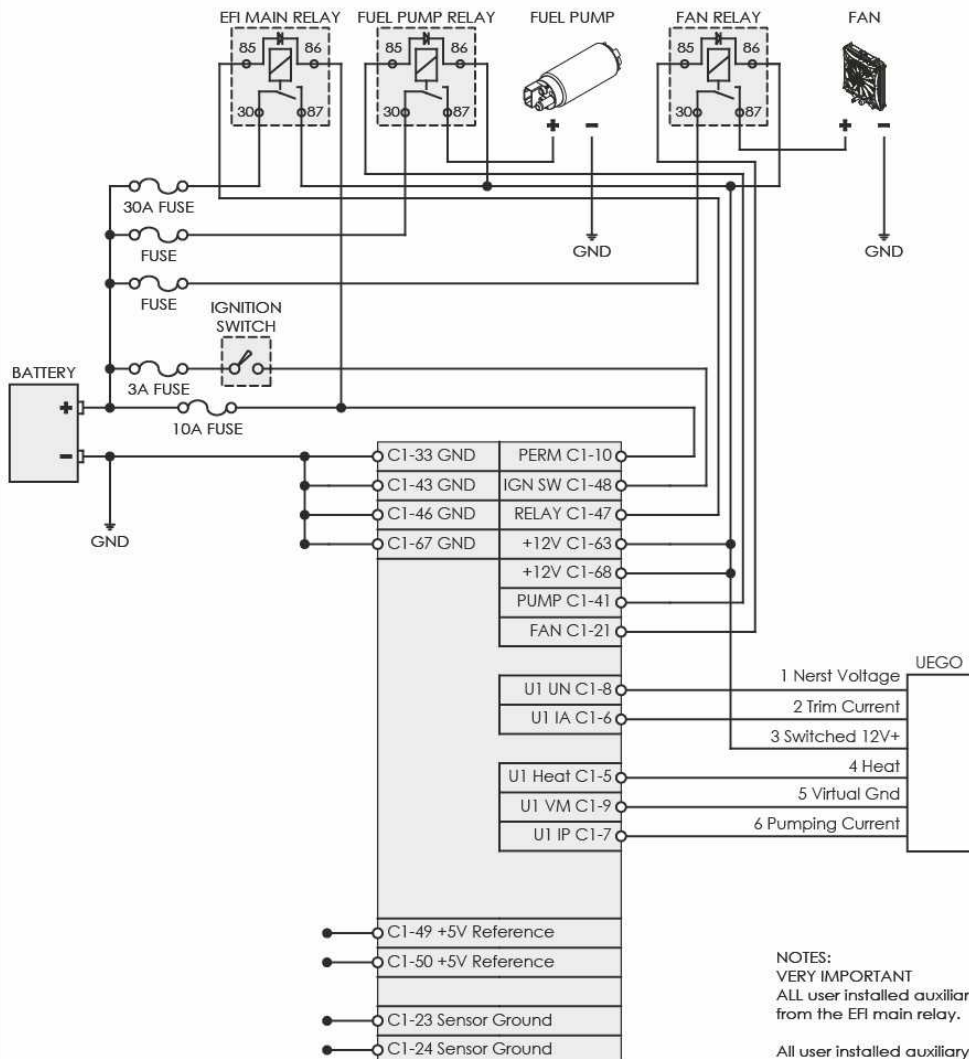 EFI MAIN RELAY
FUEL PUMP RELAY
FUEL PUMP
FAN RELAY
FAN
85
86
30
87
85
86
30
87
85
86
30
87
+
−
+
−
30A FUSE
FUSE
FUSE
GND
GND
IGNITION
SWITCH
BATTERY
3A FUSE
+
10A FUSE
−
GND
C1-33 GND
PERM C1-10
C1-43 GND
IGN SW C1-48
C1-46 GND
RELAY C1-47
C1-67 GND
+12V C1-63
+12V C1-68
PUMP C1-41
FAN C1-21
UEGO
U1 UN C1-8
1 Nerst Voltage
U1 IA C1-6
2 Trim Current
3 Switched 12V+
U1 Heat C1-5
4 Heat
U1 VM C1-9
5 Virtual Gnd
U1 IP C1-7
6 Pumping Current
C1-49 +5V Reference
C1-50 +5V Reference
C1-23 Sensor Ground
C1-24 Sensor Ground
NOTES:
VERY IMPORTANT
ALL user installed auxiliar
from the EFI main relay.
All user installed auxiliary